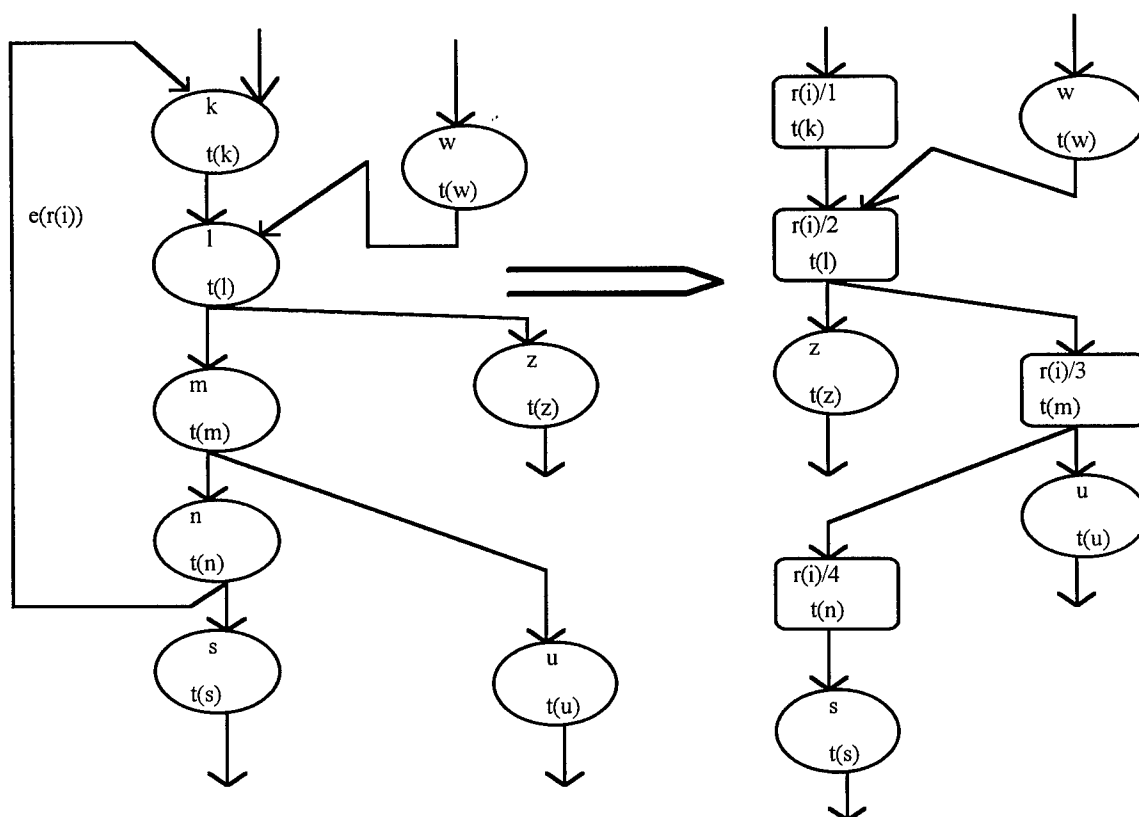 k
t(k)
w
t(w)
e(r(i))
l
t(l)
m
t(m)
z
t(z)
n
t(n)
s
t(s)
u
t(u)
r(i)/1
t(k)
w
t(w)
r(i)/2
t(l)
z
t(z)
r(i)/3
t(m)
u
t(u)
r(i)/4
t(n)
s
t(s)